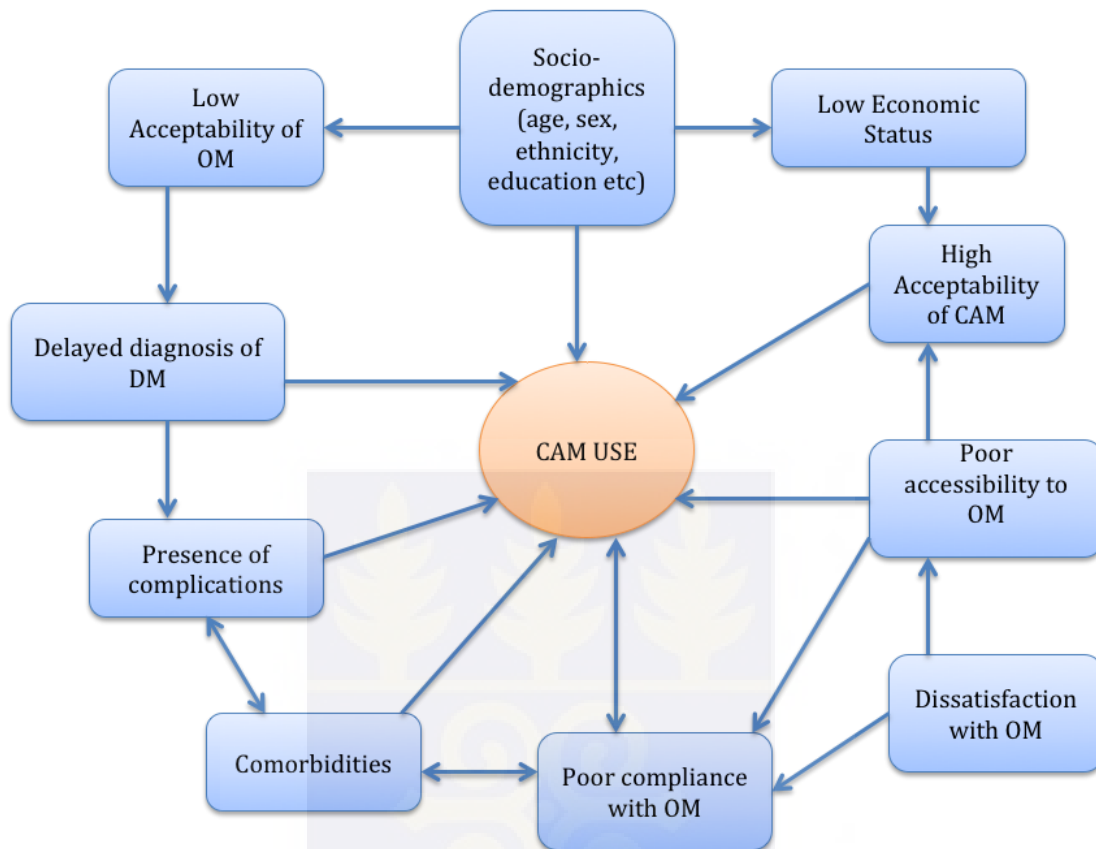 Socio-
demographics
(age, sex,
ethnicity,
education etc)
Low
Acceptability of
OM
Low Economic
Status
High
Acceptability
of CAM
Delayed diagnosis of
DM
CAM USE
Poor
accessibility to
OM
Presence of
complications
Dissatisfaction
with OM
Comorbidities
Poor compliance
with OM